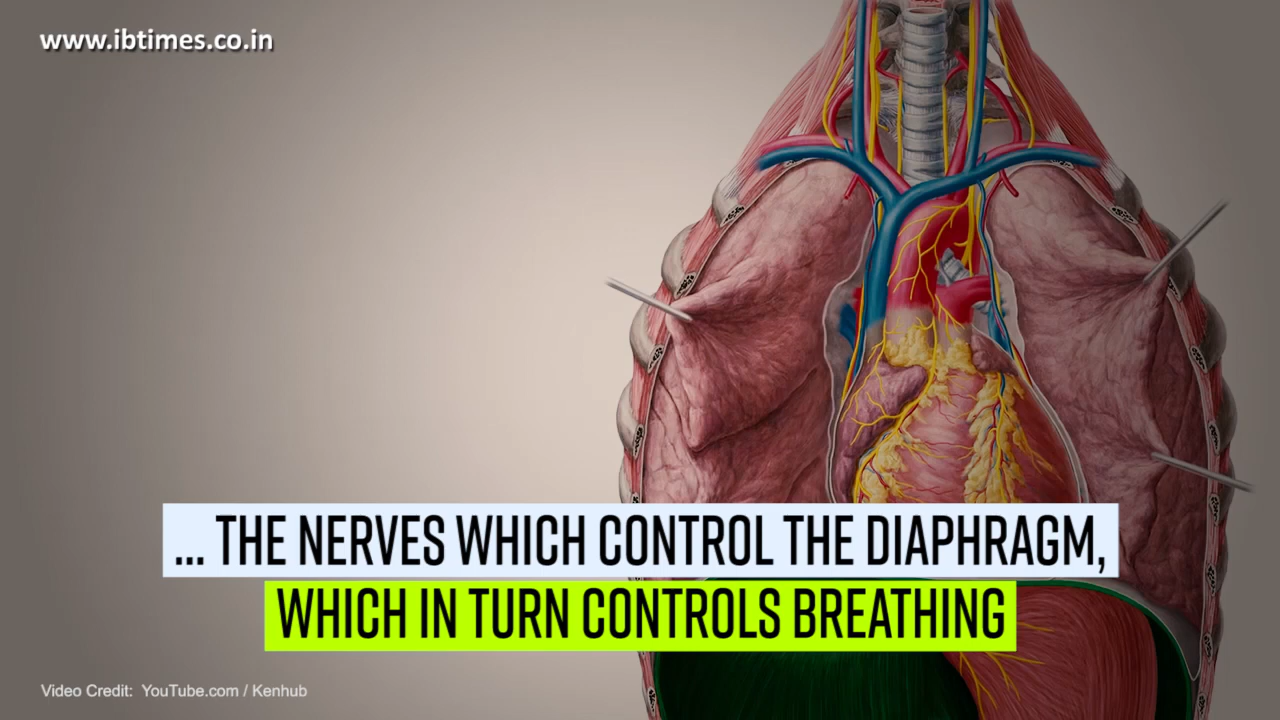 www.ibtimes.co.in
... THE NERVES WHICH CONTROL THE DIAPHRAGM,
WHICH IN TURN CONTROLS BREATHING
Video Credit: YouTube.com / Kenhub